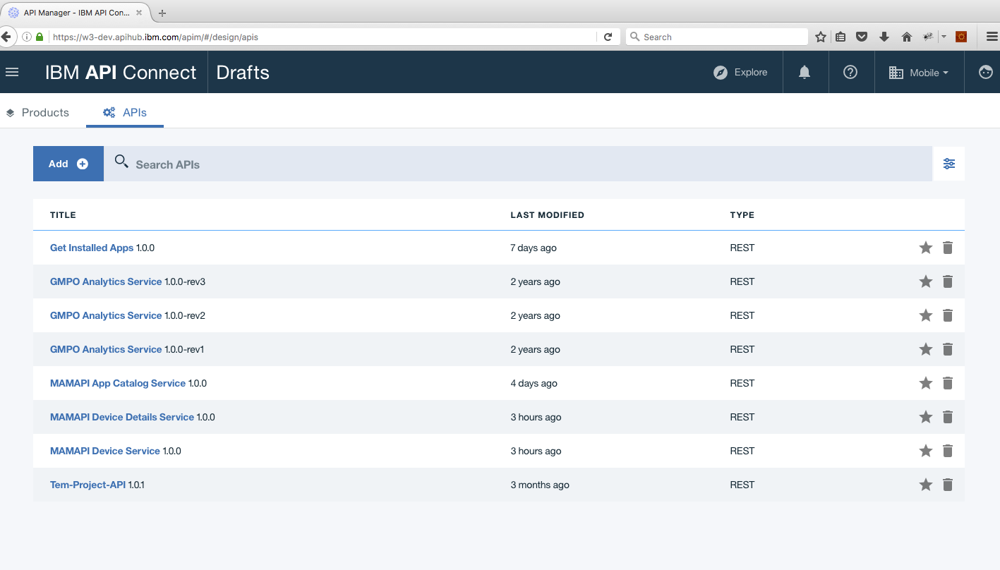 API Manager - IBM API Con...
https://w3-dev.apihub.ibm.com/apim/#/design/apis
Search
IBM API Connect Drafts Explore Mobile
Products APIs
Add Search APIs
TITLE LAST MODIFIED TYPE
Get Installed Apps 1.0.0 7 days ago REST
GMPO Analytics Service 1.0.0-rev3 2 years ago REST
GMPO Analytics Service 1.0.0-rev2 2 years ago REST
GMPO Analytics Service 1.0.0-rev1 2 years ago REST
MAMAPI App Catalog Service 1.0.0 4 days ago REST
MAMAPI Device Details Service 1.0.0 3 hours ago REST
MAMAPI Device Service 1.0.0 3 hours ago REST
Tem-Project-API 1.0.1 3 months ago REST